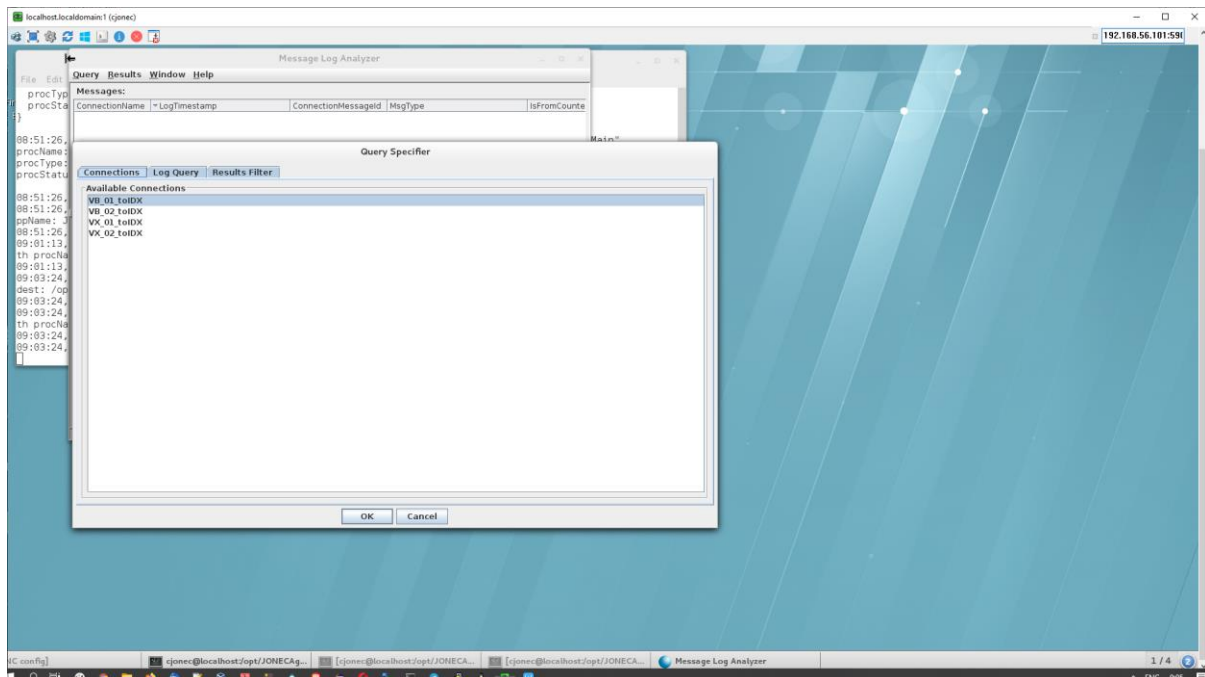 localhost.localdomain:1 (cjonec)
192.168.56.101:590
Message Log Analyzer
File Edit
Query Results Window Help
Messages:
ConnectionName LogTimestamp ConnectionMessageId MsgType IsFromCounte
procTyp
procSta
}
08:51:26, Main"
procName:
procType:
procStatu
08:51:26,
08:51:26,
ppName: J
08:51:26,
09:01:13,
th procNa
09:01:13,
09:03:24,
dest: /op
09:03:24,
09:03:24,
th procNa
09:03:24,
09:03:24,
Query Specifier
Connections Log Query Results Filter
Available Connections
VB_01_toIDX
VB_02_toIDX
VX_01_toIDX
VX_02_toIDX
OK Cancel
NC config] cjonec@localhost:/opt/JONECAg... [cjonec@localhost:/opt/JONECA... [cjonec@localhost:/opt/JONECA... Message Log Analyzer 1 / 4 2
ENG